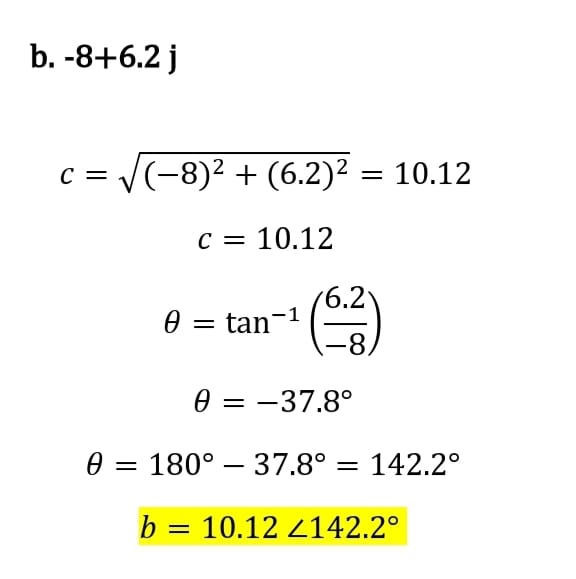 b. -8+6.2 j
c = √(−8)² + (6.2)² = 10.12
c = 10.12
θ = tan⁻¹ (6.2/−8)
θ = −37.8°
θ = 180° − 37.8° = 142.2°
b = 10.12 ∠142.2°